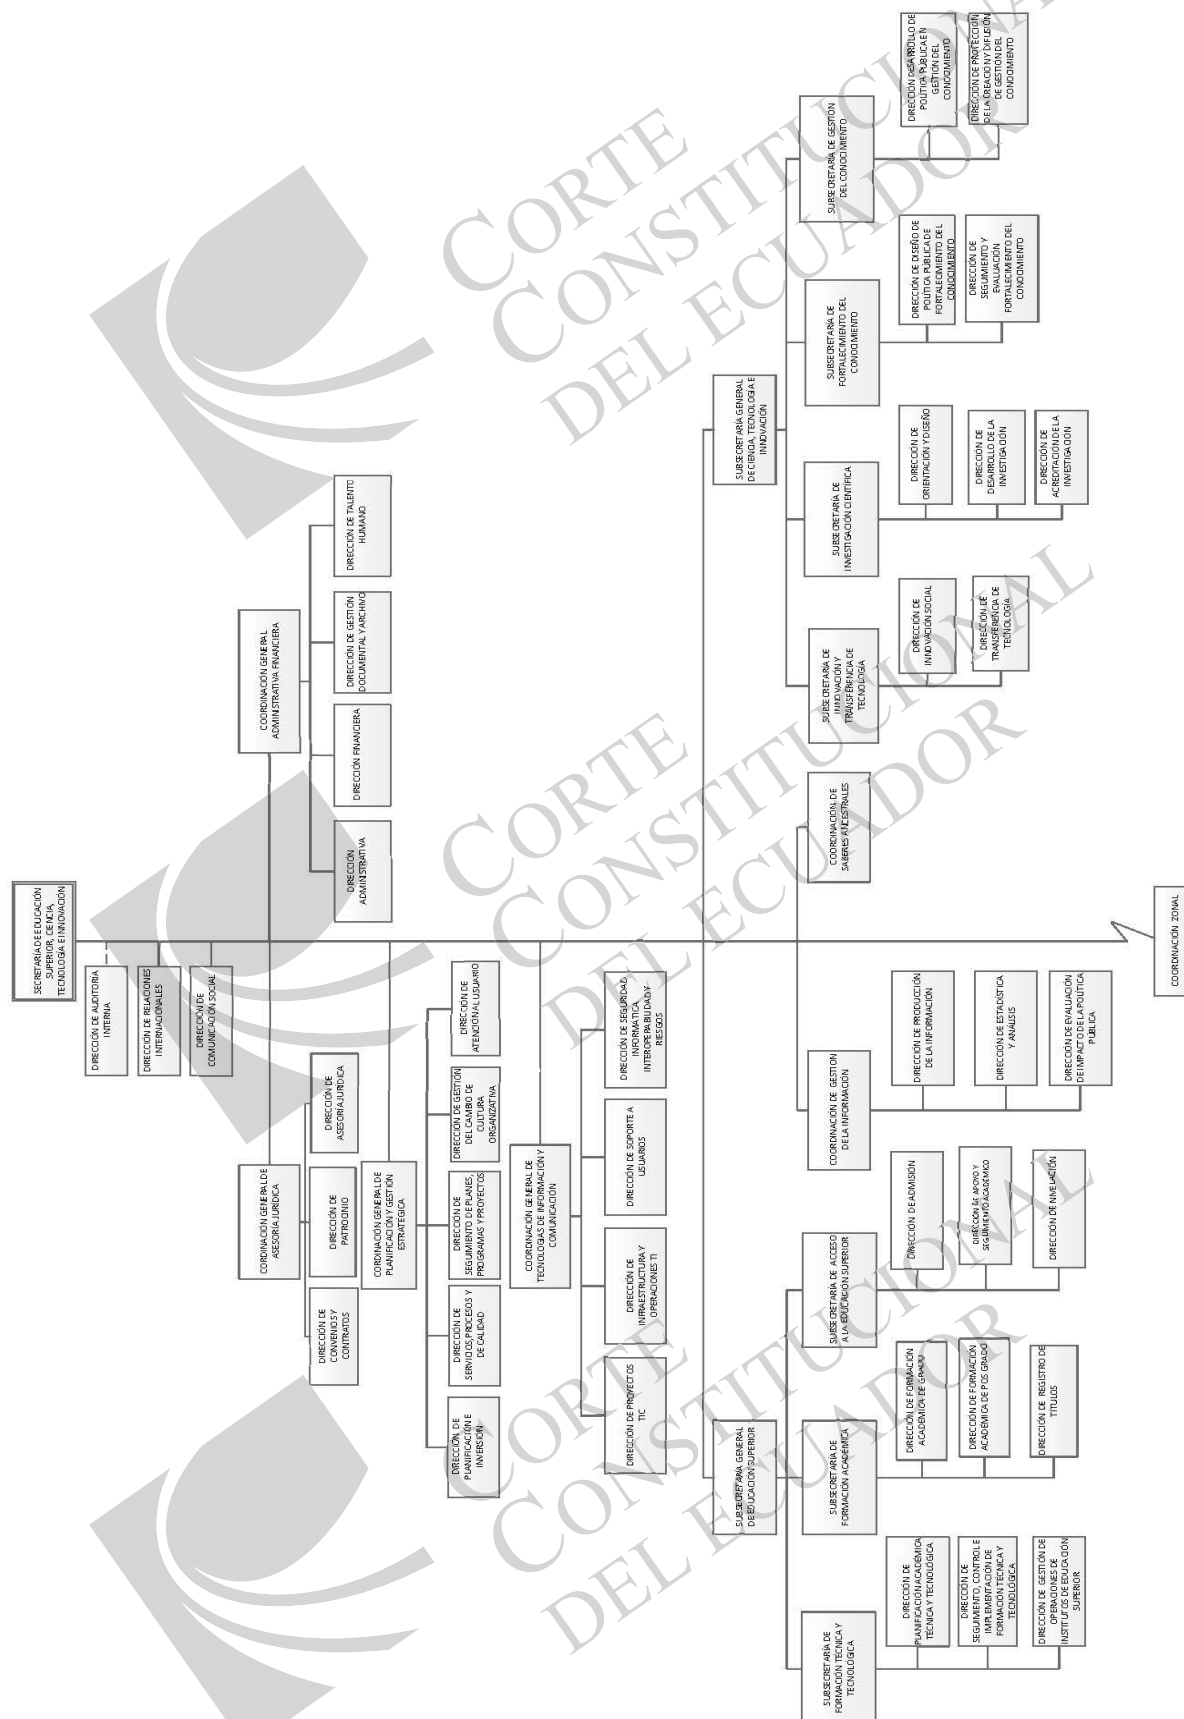 SECRETARÍA DE EDUCACIÓN
SUPERIOR, CIENCIA,
TECNOLOGÍA E INNOVACIÓN
DIRECCIÓN DE AUDITORÍA
INTERNA
DIRECCIÓN DE RELACIONES
INTERNACIONALES
DIRECCIÓN DE
COMUNICACIÓN SOCIAL
CORDINACIÓN GENERAL DE
ASESORÍA JURÍDICA
DIRECCIÓN DE
CONVENIOS Y
CONTRATOS
DIRECCIÓN DE
PATROCINIO
DIRECCIÓN DE
ASESORÍA JURIDICA
COORDINACIÓN GENERAL
ADMINISTRATIVA FINANCIERA
DIRECCIÓN
ADMINISTRATIVA
DIRECCIÓN FINANCIERA
DIRECCIÓN DE GESTIÓN
DOCUMENTAL Y ARCHIVO
DIRECCIÓN DE TALENTO
HUMANO
CORDINACIÓN GENERAL DE
PLANIFICACIÓN Y GESTIÓN
ESTRATÉGICA
DIRECCIÓN DE
PLANIFICACIÓN E
INVERSIÓN
DIRECCIÓN DE
SERVICIOS, PROCESOS Y
DE CALIDAD
DIRECCIÓN DE
SEGUIMIENTO DE PLANES,
PROGRAMAS Y PROYECTOS
DIRECCIÓN DE GESTIÓN
DEL CAMBIO DE
CULTURA
ORGANIZATIVA
DIRECCIÓN DE
ATENCIÓN AL USUARIO
COORDINACIÓN GENERAL DE
TECNOLOGÍAS DE INFORMACIÓN Y
COMUNICACIÓN
DIRECCIÓN DE PROYECTOS
TIC
DIRECCIÓN DE
INFRAESTRUCTURA Y
OPERACIONES TI
DIRECCIÓN DE SOPORTE A
USUARIOS
DIRECCIÓN DE SEGURIDAD
INFORMÁTICA
INTEROPERABILIDAD Y
RIESGOS
SUBSECRETARÍA GENERAL
DE EDUCACIÓN SUPERIOR
SUBSECRETARÍA DE
FORMACIÓN TÉCNICA Y
TECNOLÓGICA
DIRECCIÓN DE
PLANIFICACIÓN ACADÉMICA
TÉCNICA Y TECNOLÓGICA
DIRECCIÓN DE
SEGUIMIENTO, CONTROL E
IMPLEMENTACIÓN DE
FORMACIÓN TÉCNICA Y
TECNOLÓGICA
DIRECCIÓN DE GESTIÓN DE
OPERACIONES DE
INSTITUTOS DE EDUCACIÓN
SUPERIOR
SUBSECRETARÍA DE
FORMACIÓN ACADÉMICA
DIRECCIÓN DE FORMACIÓN
ACADÉMICA DE GRADO
DIRECCIÓN DE FORMACIÓN
ACADÉMICA DE POS GRADO
DIRECCIÓN DE REGISTRO DE
TÍTULOS
SUBSECRETARÍA DE ACCESO
A LA EDUCACIÓN SUPERIOR
DIRECCIÓN DE ADMISIÓN
DIRECCIÓN DE APOYO Y
SEGUIMIENTO ACADÉMICO
DIRECCIÓN DE NIVELACIÓN
COORDINACIÓN DE GESTION
DE LA INFORMACIÓN
DIRECCIÓN DE PRODUCCIÓN
DE LA INFORMACIÓN
DIRECCIÓN DE ESTADÍSTICA
Y ANÁLISIS
DIRECCIÓN DE EVALUACIÓN
DE IMPACTO DE LA POLÍTICA
PÚBLICA
COORDINACIÓN DE
SABERES ANCESTRALES
SUBSECRETARÍA GENERAL
DE CIENCIA, TECNOLOGÍA E
INNOVACIÓN
SUBSECRETARÍA DE
INNOVACIÓN Y
TRANSFERENCIA DE
TECNOLOGÍA
DIRECCIÓN DE
INNOVACIÓN SOCIAL
DIRECCIÓN DE
TRANSFERENCIA DE
TECNOLOGÍA
SUBSECRETARÍA DE
INVESTIGACIÓN CIENTÍFICA
DIRECCIÓN DE
ORIENTACIÓN Y DISEÑO
DIRECCIÓN DE
DESARROLLO DE LA
INVESTIGACIÓN
DIRECCIÓN DE
ACREDITACIÓN DE LA
INVESTIGACIÓN
SUBSECRETARÍA DE
FORTALECIMIENTO DEL
CONOCIMIENTO
DIRECCIÓN DE DISEÑO DE
POLÍTICA PÚBLICA DE
FORTALECIMIENTO DEL
CONOCIMIENTO
DIRECCIÓN DE
SEGUIMIENTO Y
EVALUACIÓN
FORTALECIMIENTO DEL
CONOCIMIENTO
SUBSECRETARÍA DE GESTIÓN
DEL CONOCIMIENTO
DIRECCIÓN DESARROLLO DE
POLÍTICA PÚBLICA EN
GESTIÓN DEL
CONOCIMIENTO
DIRECCIÓN DE PROTECCIÓN
DE LA CREACIÓN Y DIFUSIÓN
DE GESTIÓN DEL
CONOCIMIENTO
COORDINACIÓN ZONAL
CORTE
CONSTITUCIONAL
DEL ECUADOR
CORTE
CONSTITUCIONAL
DEL ECUADOR
CORTE
CONSTITUCIONAL
DEL ECUADOR